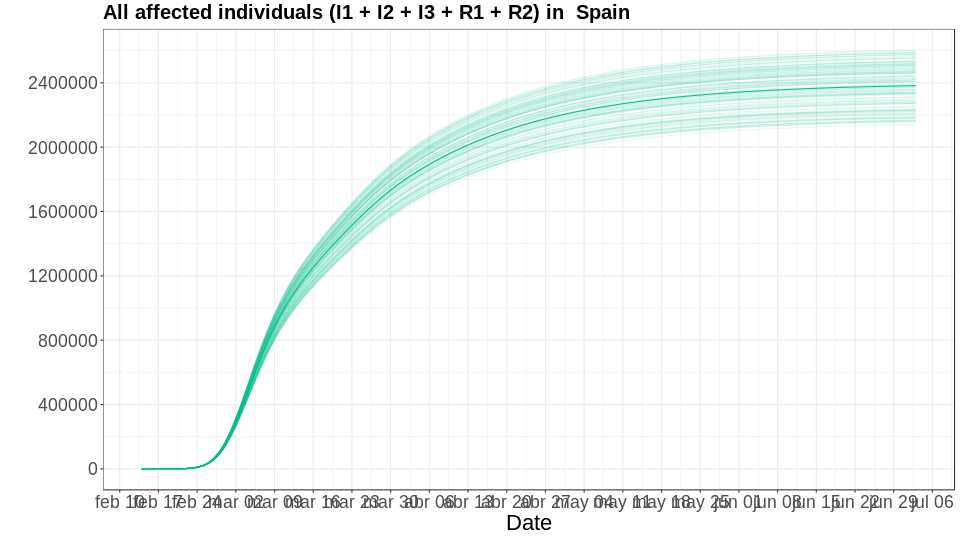 All affected individuals (I1 + I2 + I3 + R1 + R2) in  Spain
2400000
2000000
1600000
1200000
800000
400000
0
feb 10 feb 17 feb 24 mar 02 mar 09 mar 16 mar 23 mar 30 abr 06 abr 13 abr 20 abr 27 may 04 may 11 may 18 may 25 jun 01 jun 08 jun 15 jun 22 jun 29 jul 06
Date